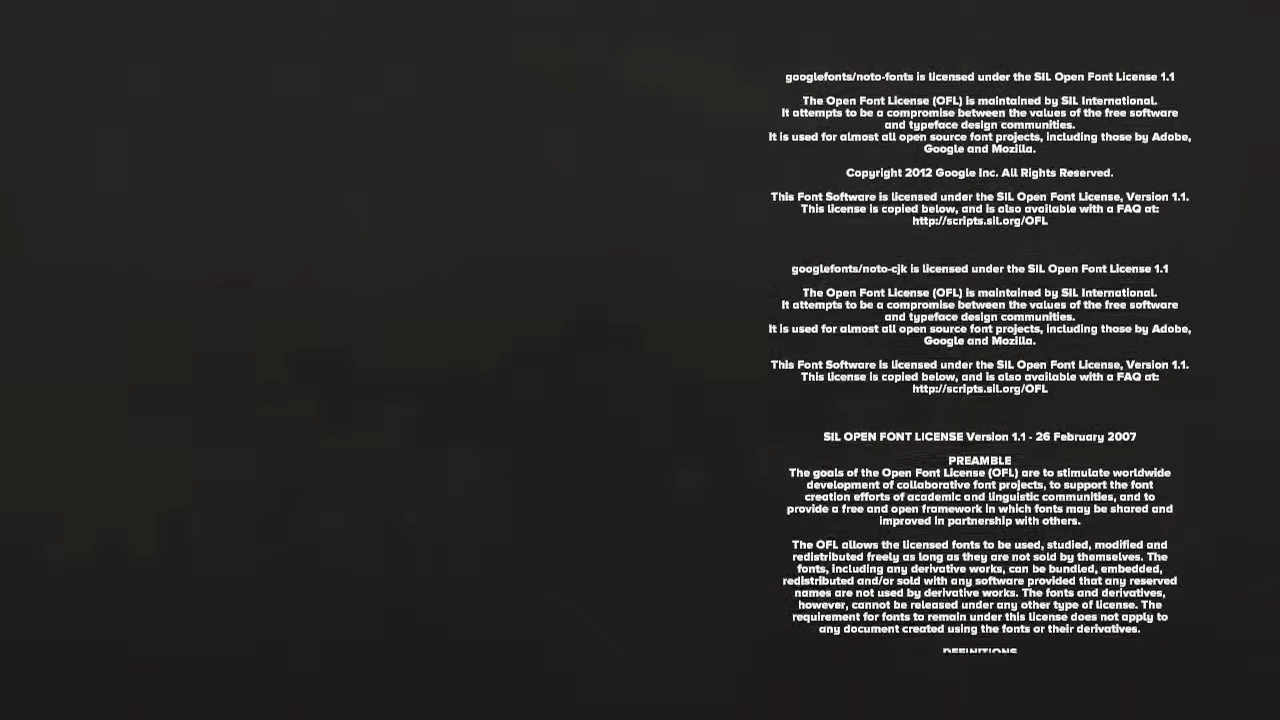 googlefonts/noto-fonts is licensed under the SIL Open Font License 1.1
The Open Font License (OFL) is maintained by SIL International.
It attempts to be a compromise between the values of the free software
and typeface design communities.
It is used for almost all open source font projects, including those by Adobe,
Google and Mozilla.
Copyright 2012 Google Inc. All Rights Reserved.
This Font Software is licensed under the SIL Open Font License, Version 1.1.
This license is copied below, and is also available with a FAQ at:
http://scripts.sil.org/OFL
googlefonts/noto-cjk is licensed under the SIL Open Font License 1.1
The Open Font License (OFL) is maintained by SIL International.
It attempts to be a compromise between the values of the free software
and typeface design communities.
It is used for almost all open source font projects, including those by Adobe,
Google and Mozilla.
This Font Software is licensed under the SIL Open Font License, Version 1.1.
This license is copied below, and is also available with a FAQ at:
http://scripts.sil.org/OFL
SIL OPEN FONT LICENSE Version 1.1 - 26 February 2007
PREAMBLE
The goals of the Open Font License (OFL) are to stimulate worldwide
development of collaborative font projects, to support the font
creation efforts of academic and linguistic communities, and to
provide a free and open framework in which fonts may be shared and
improved in partnership with others.
The OFL allows the licensed fonts to be used, studied, modified and
redistributed freely as long as they are not sold by themselves. The
fonts, including any derivative works, can be bundled, embedded,
redistributed and/or sold with any software provided that any reserved
names are not used by derivative works. The fonts and derivatives,
however, cannot be released under any other type of license. The
requirement for fonts to remain under this license does not apply to
any document created using the fonts or their derivatives.
DEFINITIONS